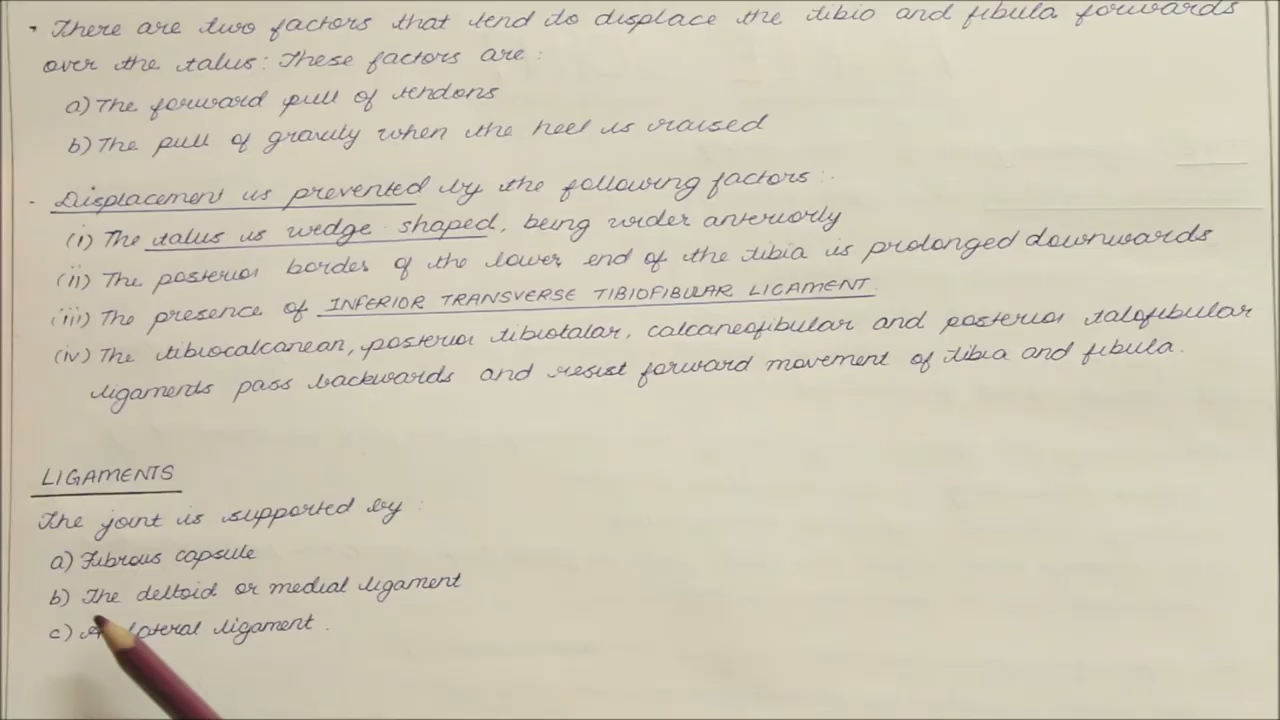 · There are two factors that tend to displace the tibia and fibula forwards
over the talus: These factors are:
a) The forward pull of tendons
b) The pull of gravity when the heel is raised
· Displacement is prevented by the following factors:.
(i) The talus is wedge shaped, being wider anteriorly
(ii) The posterior border of the lower end of the tibia is prolonged downwards
(iii) The presence of INFERIOR TRANSVERSE TIBIOFIBULAR LIGAMENT.
(iv) The tibiocalcanean, posterior tibiotalar, calcaneofibular and posterior talofibular
ligaments pass backwards and resist forward movement of tibia and fibula.
LIGAMENTS
The joint is supported by:
a) Fibrous capsule
b) The deltoid or medial ligament
c) lateral ligament.